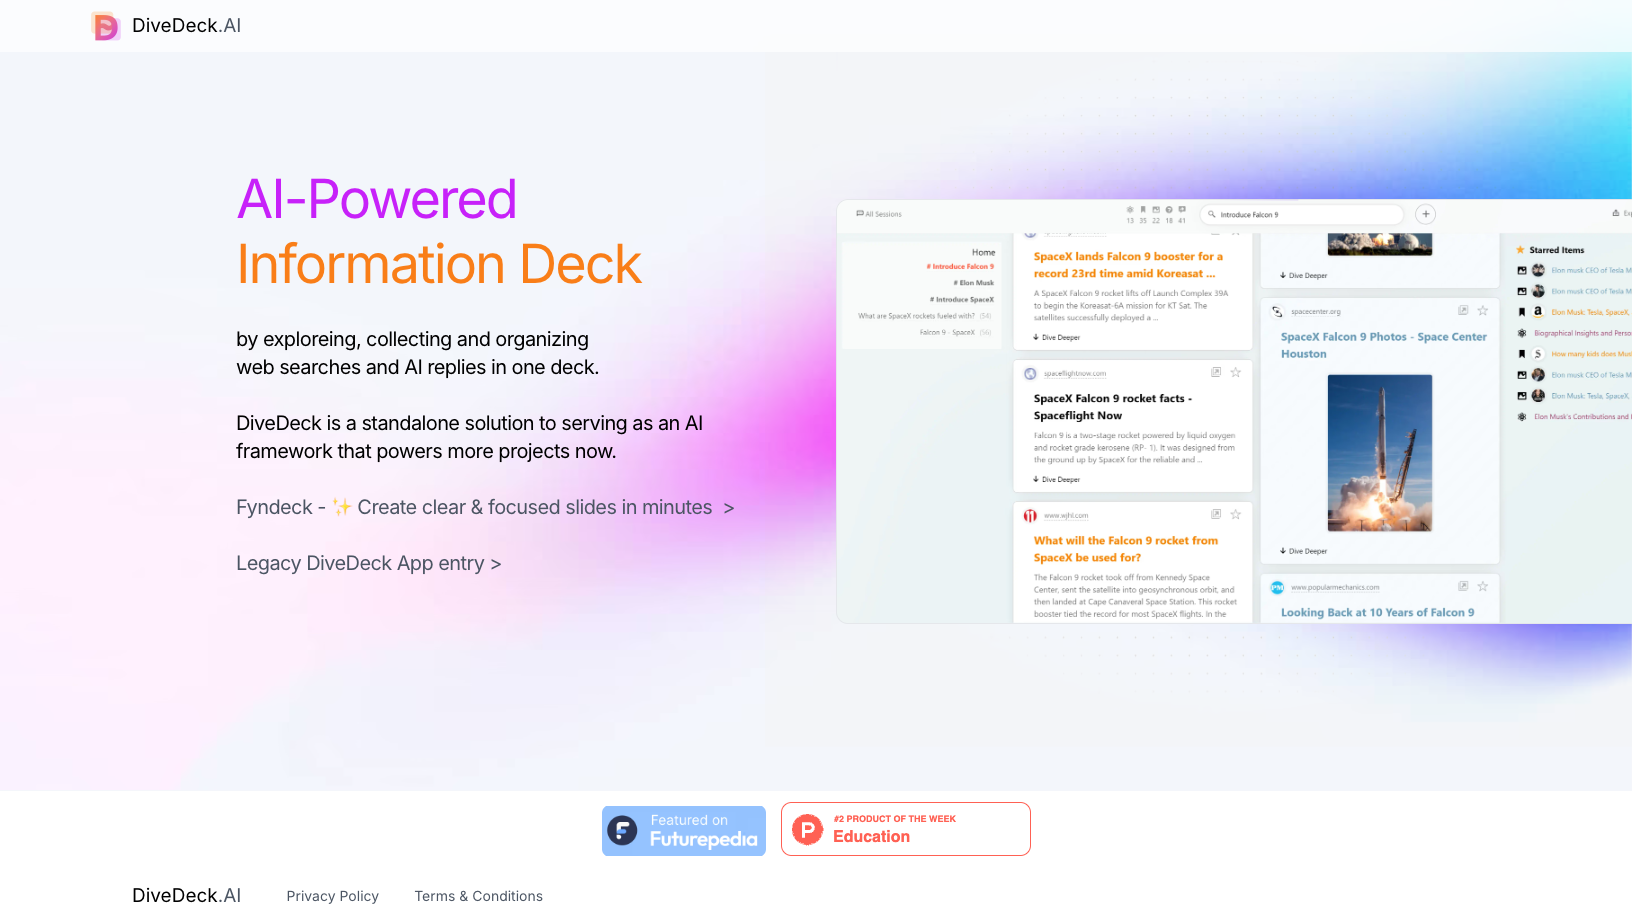 DiveDeck.AI
AI-Powered
Information Deck
by exploreing, collecting and organizing
web searches and AI replies in one deck.
DiveDeck is a standalone solution to serving as an AI
framework that powers more projects now.
Fyndeck - ✨ Create clear & focused slides in minutes >
Legacy DiveDeck App entry >
All Sessions
13 35 22 18 41
Introduce Falcon 9
Home
# Introduce Falcon 9
# Elon Musk
# Introduce SpaceX
What are SpaceX rockets fueled with? (54)
Falcon 9 - SpaceX (56)
SpaceX lands Falcon 9 booster for a
record 23rd time amid Koreasat ...
A SpaceX Falcon 9 rocket lifts off Launch Complex 39A
to begin the Koreasat-6A mission for KT Sat. The
satellites successfully deployed a ...
Dive Deeper
spaceflightnow.com
SpaceX Falcon 9 rocket facts -
Spaceflight Now
Falcon 9 is a two-stage rocket powered by liquid oxygen
and rocket grade kerosene (RP- 1). It was designed from
the ground up by SpaceX for the reliable and ...
Dive Deeper
www.wjhl.com
What will the Falcon 9 rocket from
SpaceX be used for?
The Falcon 9 rocket took off from Kennedy Space
Center, sent the satellite into geosynchronous orbit, and
then landed at Cape Canaveral Space Station. This rocket
booster tied the record for most SpaceX flights. In the
Dive Deeper
spacecenter.org
SpaceX Falcon 9 Photos - Space Center
Houston
Dive Deeper
PM
www.popularmechanics.com
Looking Back at 10 Years of Falcon 9
Starred Items
Elon musk CEO of Tesla M
Elon musk CEO of Tesla M
Elon Musk: Tesla, SpaceX,
Biographical Insights and Perso
How many kids does Mus
Elon musk CEO of Tesla M
Elon Musk: Tesla, SpaceX,
Elon Musk's Contributions and
Featured on
Futurepedia
P
#2 PRODUCT OF THE WEEK
Education
DiveDeck.AI
Privacy Policy
Terms & Conditions